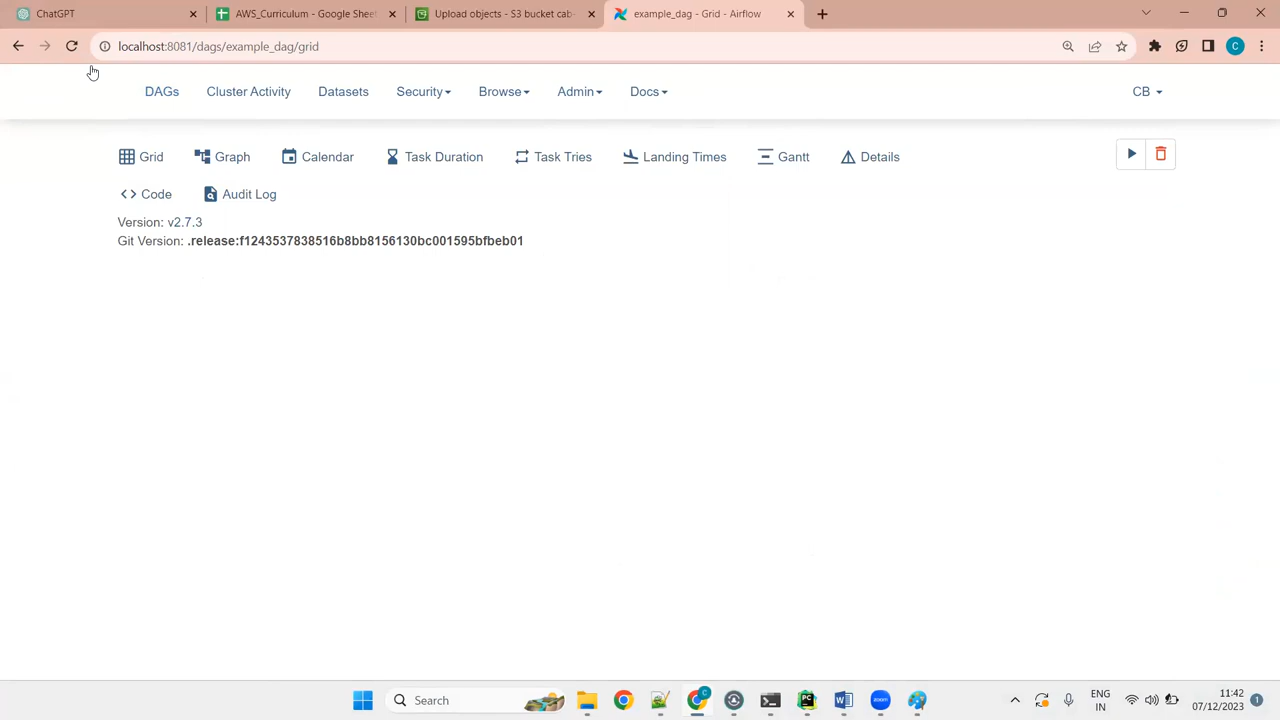 ChatGPT
AWS_Curriculum - Google Sheet
Upload objects - S3 bucket cab-
example_dag - Grid - Airflow
localhost:8081/dags/example_dag/grid
DAGs
Cluster Activity
Datasets
Security
Browse
Admin
Docs
CB
Grid
Graph
Calendar
Task Duration
Task Tries
Landing Times
Gantt
Details
Code
Audit Log
Version: v2.7.3
Git Version: .release:f1243537838516b8bb8156130bc001595bfbeb01
Search
ENG
IN
11:42
07/12/2023